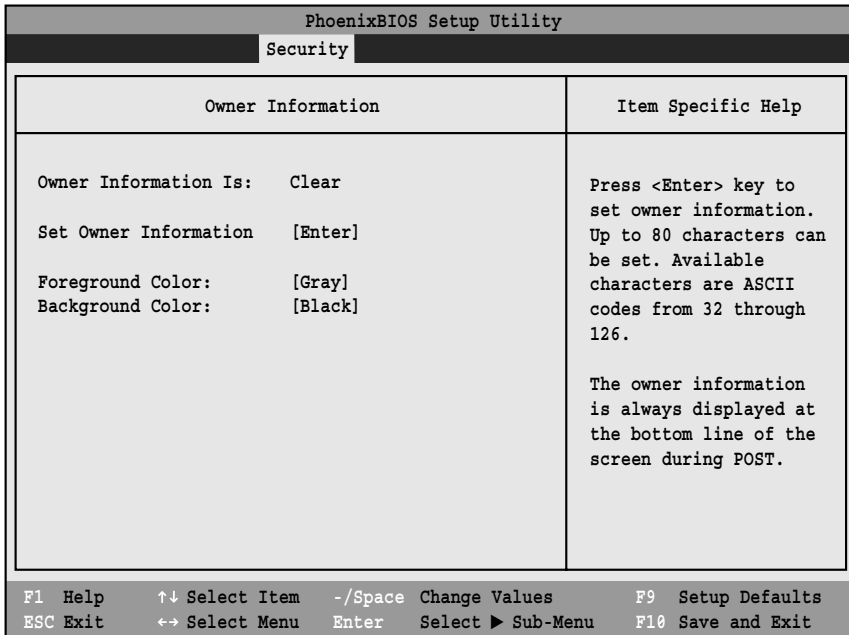 PhoenixBIOS Setup Utility
Security
Owner Information
Item Specific Help
Owner Information Is: Clear
Set Owner Information [Enter]
Foreground Color: [Gray]
Background Color: [Black]
Press <Enter> key to
set owner information.
Up to 80 characters can
be set. Available
characters are ASCII
codes from 32 through
126.
The owner information
is always displayed at
the bottom line of the
screen during POST.
F1 Help ↑↓ Select Item -/Space Change Values F9 Setup Defaults
ESC Exit ←→ Select Menu Enter Select ▶ Sub-Menu F10 Save and Exit